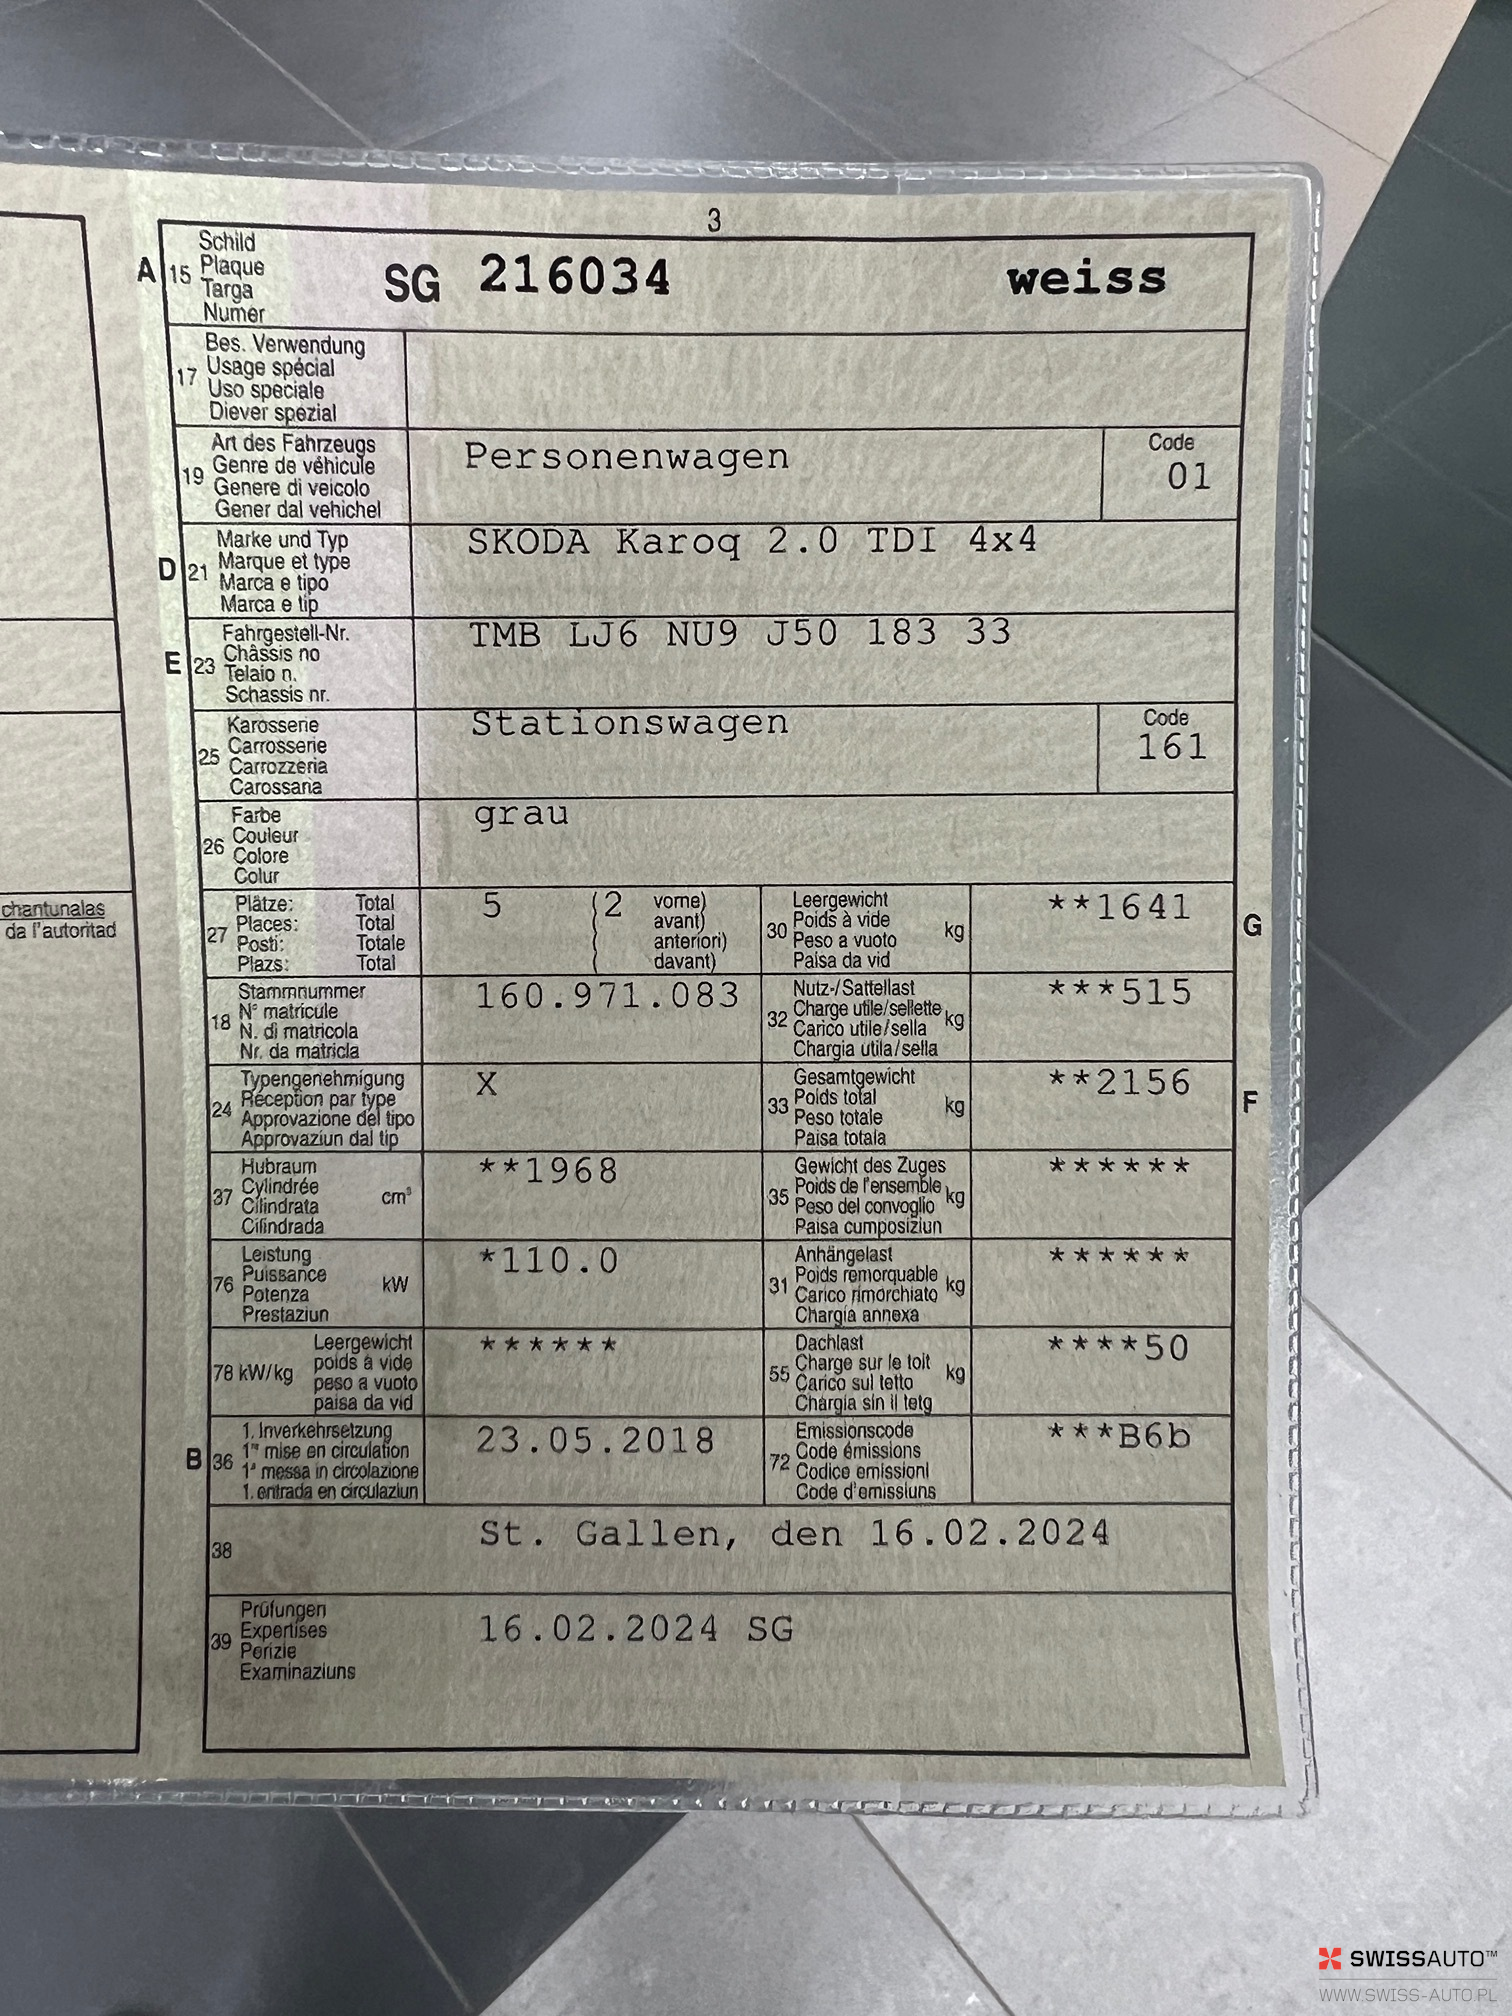 3
A 15 Schild
Plaque
Targa
Numer
SG 216034 weiss
17 Bes. Verwendung
Usage spécial
Uso speciale
Diever spezial
19 Art des Fahrzeugs
Genre de véhicule
Genere di veicolo
Gener dal vehichel
Personenwagen
Code
01
D 21 Marke und Typ
Marque et type
Marca e tipo
Marca e tip
SKODA Karoq 2.0 TDI 4x4
E 23 Fahrgestell-Nr.
Châssis no
Telaio n.
Schassis nr.
TMB LJ6 NU9 J50 183 33
25 Karosserie
Carrosserie
Carrozzeria
Carossaria
Stationswagen
Code
161
26 Farbe
Couleur
Colore
Colur
grau
27 Plätze: Total
Places: Total
Posti: Totale
Plazs: Total
5 (2 vorne)
( avant)
( anteriori)
( davant)
30 Leergewicht
Poids à vide
Peso a vuoto
Paisa da vid
kg
**1641
G
chantunalas
da l'autoritad
18 Stammnummer
N° matricule
N. di matricola
Nr. da matricla
160.971.083
32 Nutz-/Sattellast
Charge utile/sellette
Carico utile/sella
Chargia utila/sella
kg
***515
24 Typengenehmigung
Réception par type
Approvazione del tipo
Approvaziun dal tip
X
33 Gesamtgewicht
Poids total
Peso totale
Paisa totala
kg
**2156
F
37 Hubraum
Cylindrée
Cilindrata
Cilindrada
cm³
**1968
35 Gewicht des Zuges
Poids de l'ensemble
Peso del convoglio
Paisa cumposiziun
kg
******
76 Leistung
Puissance
Potenza
Prestaziun
kW
*110.0
31 Anhängelast
Poids remorquable
Carico rimorchiato
Chargia annexa
kg
******
78 kW/kg
Leergewicht
poids à vide
peso a vuoto
paisa da vid
******
55 Dachlast
Charge sur le toit
Carico sul tetto
Chargia sin il tetg
kg
****50
B 36 1. Inverkehrsetzung
1re mise en circulation
1a messa in circolazione
1. entrada en circulaziun
23.05.2018
72 Emissionscode
Code émissions
Codice emissioni
Code d'emissiuns
***B6b
38 St. Gallen, den 16.02.2024
39 Prüfungen
Expertises
Perizie
Examinaziuns
16.02.2024 SG
SWISSAUTO™
WWW.SWISS-AUTO.PL